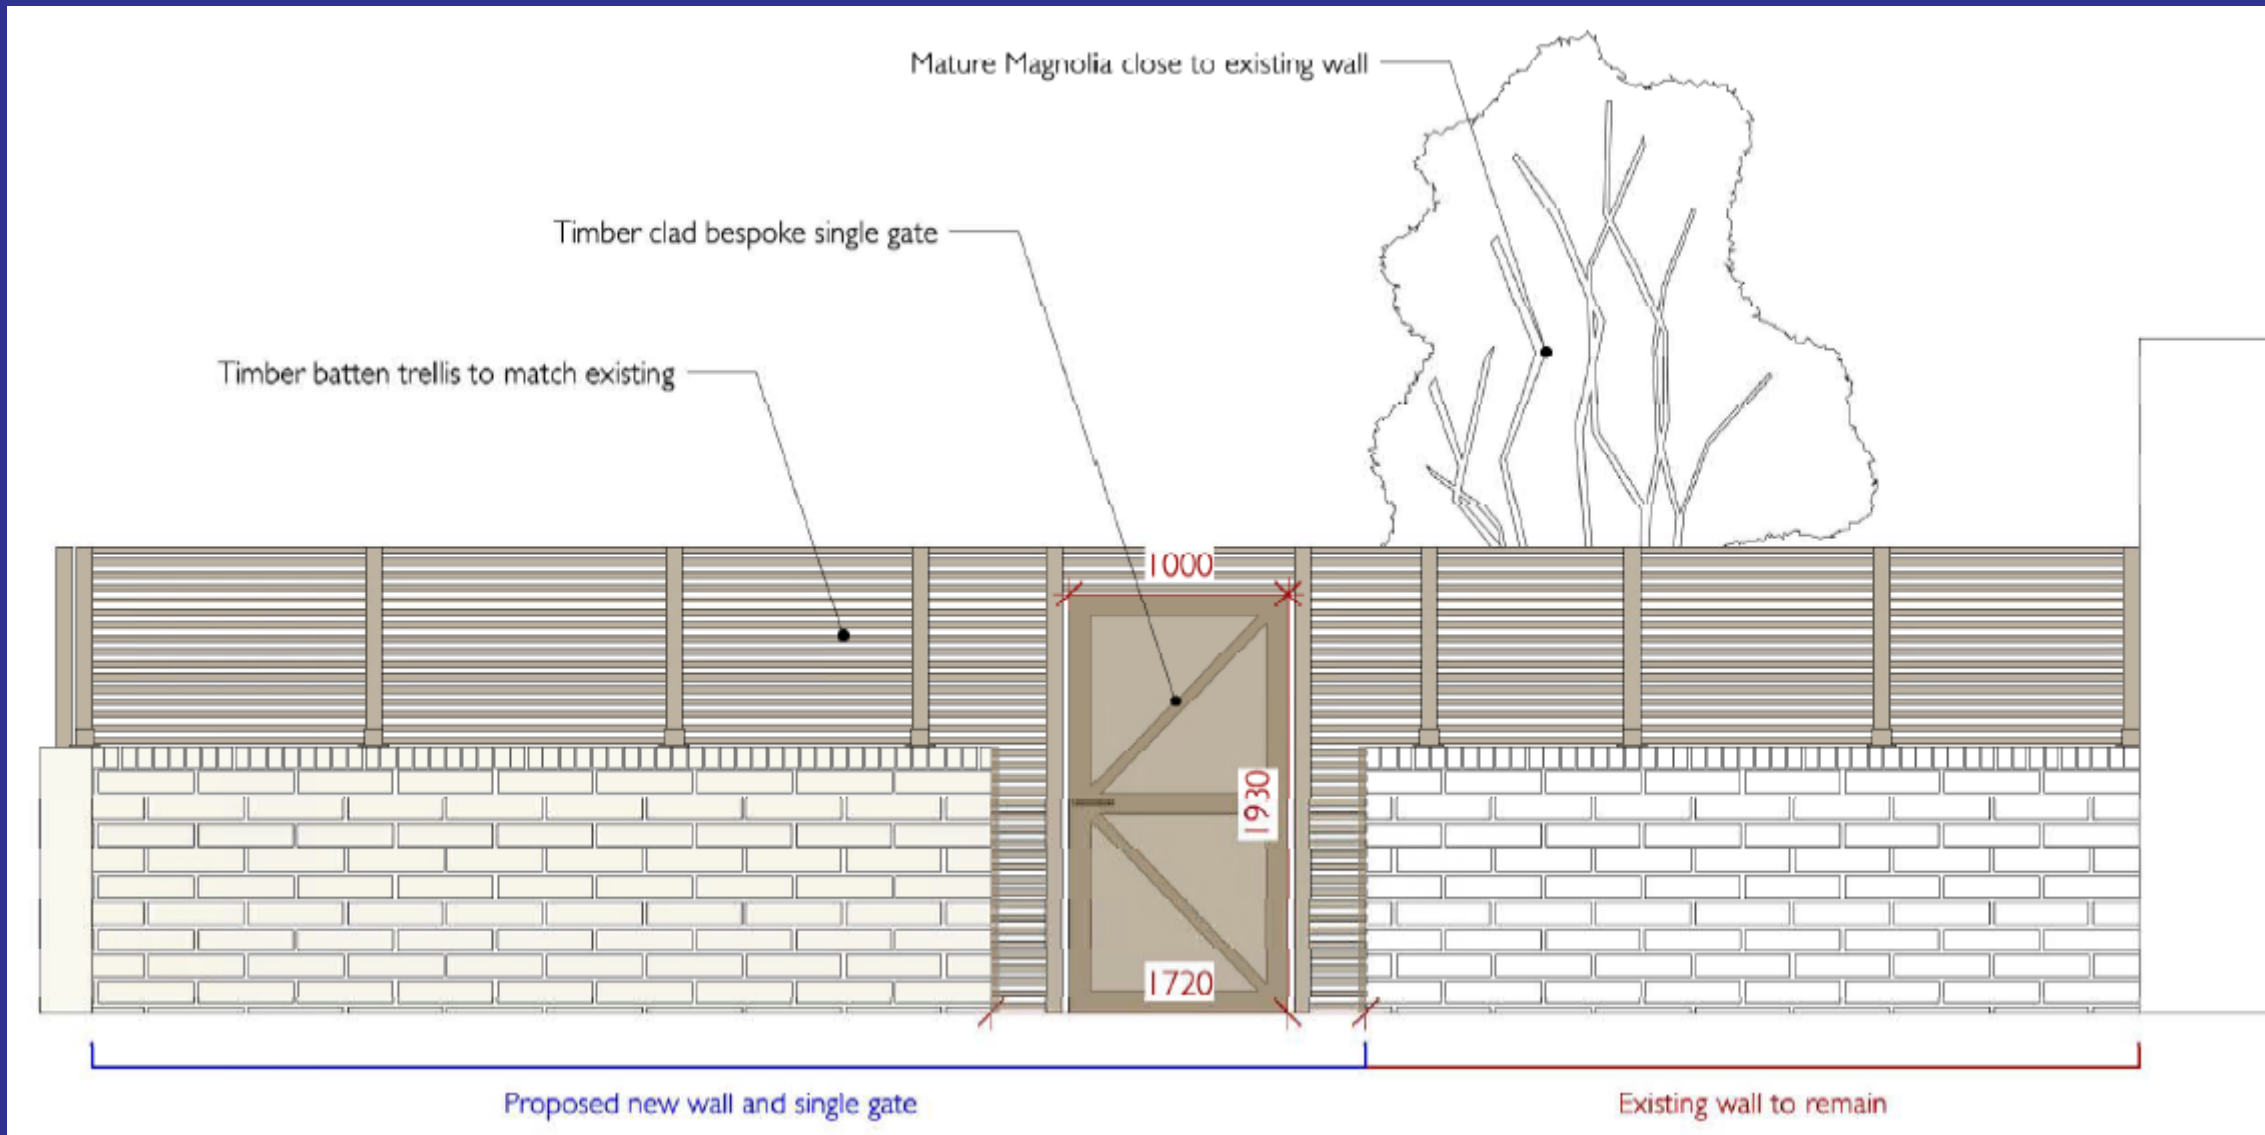 Mature Magnolia close to existing wall
Timber clad bespoke single gate
Timber batten trellis to match existing
1000
1930
1720
Proposed new wall and single gate
Existing wall to remain